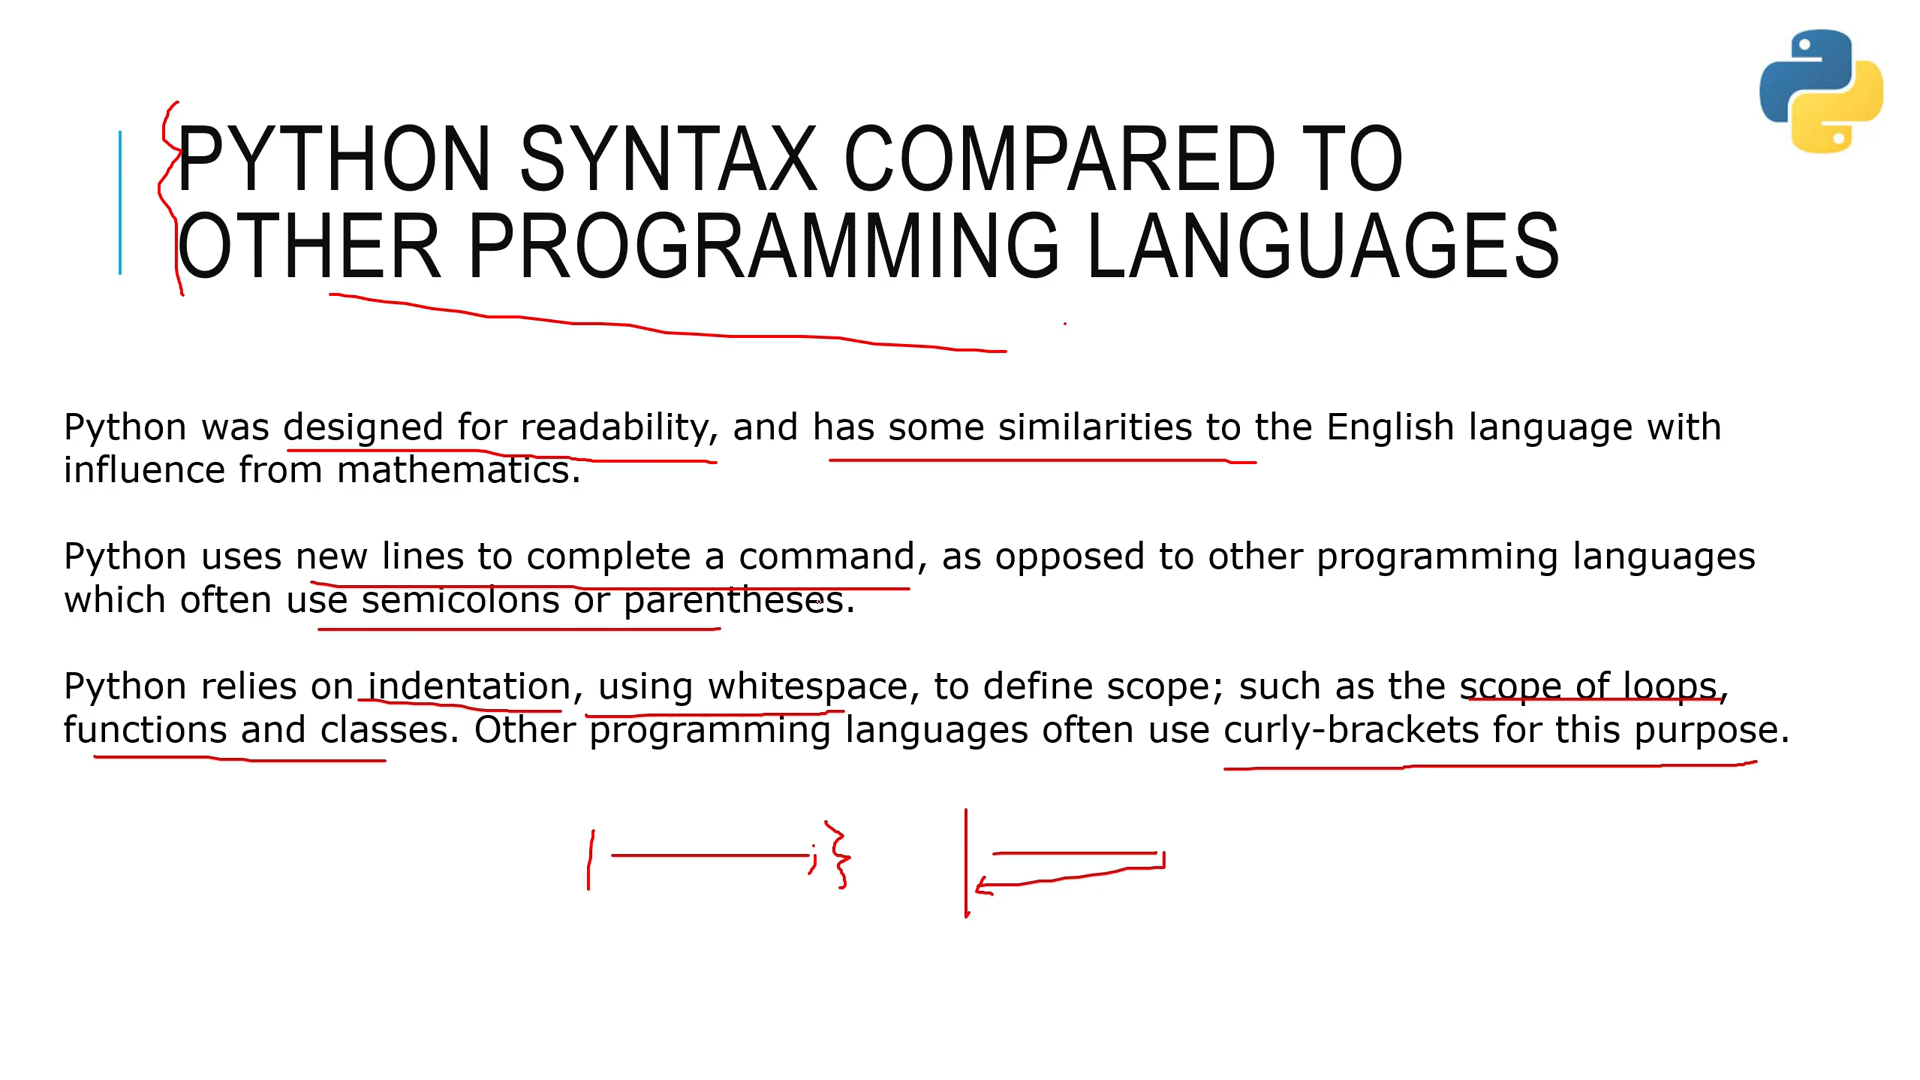 PYTHON SYNTAX COMPARED TO
OTHER PROGRAMMING LANGUAGES
Python was designed for readability, and has some similarities to the English language with
influence from mathematics.
Python uses new lines to complete a command, as opposed to other programming languages
which often use semicolons or parentheses.
Python relies on indentation, using whitespace, to define scope; such as the scope of loops,
functions and classes. Other programming languages often use curly-brackets for this purpose.
; }